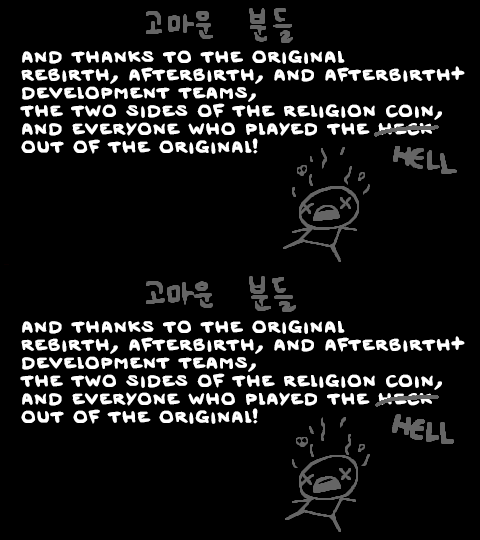 고마운 분들
AND THANKS TO THE ORIGINAL
REBIRTH, AFTERBIRTH, AND AFTERBIRTH+
DEVELOPMENT TEAMS,
THE TWO SIDES OF THE RELIGION COIN,
AND EVERYONE WHO PLAYED THE HECK
HELL
OUT OF THE ORIGINAL!
고마운 분들
AND THANKS TO THE ORIGINAL
REBIRTH, AFTERBIRTH, AND AFTERBIRTH+
DEVELOPMENT TEAMS,
THE TWO SIDES OF THE RELIGION COIN,
AND EVERYONE WHO PLAYED THE HECK
HELL
OUT OF THE ORIGINAL!